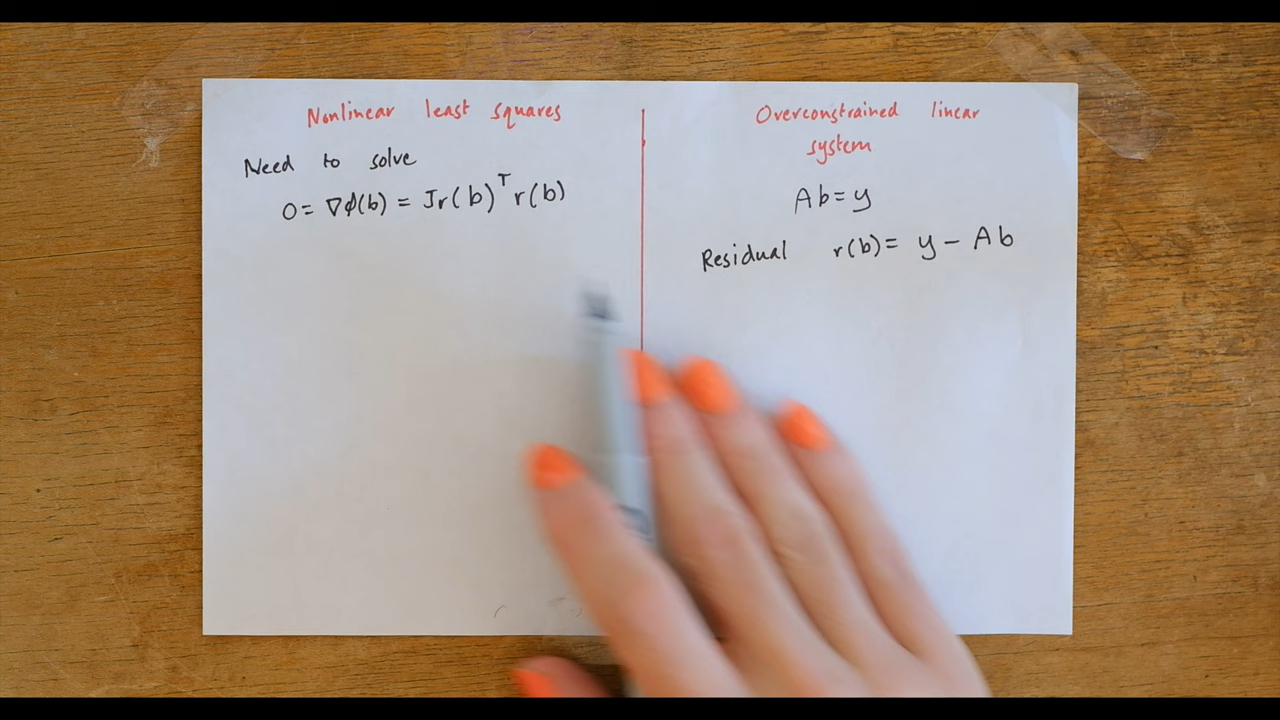 Nonlinear least squares
Need to solve
0 = ∇ϕ(b) = Jr(b)ᵀ r(b)
Overconstrained linear
system
Ab = y
Residual r(b) = y − Ab